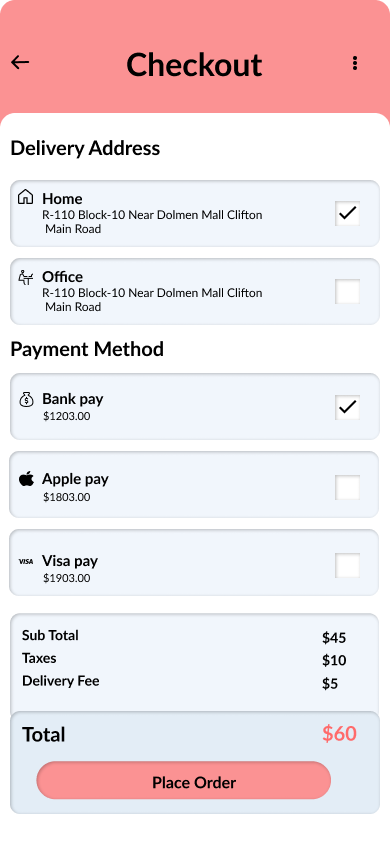 Checkout
Delivery Address
Home
R-110 Block-10 Near Dolmen Mall Clifton
Main Road
Office
R-110 Block-10 Near Dolmen Mall Clifton
Main Road
Payment Method
Bank pay
$1203.00
Apple pay
$1803.00
VISA Visa pay
$1903.00
Sub Total $45
Taxes $10
Delivery Fee $5
Total $60
Place Order